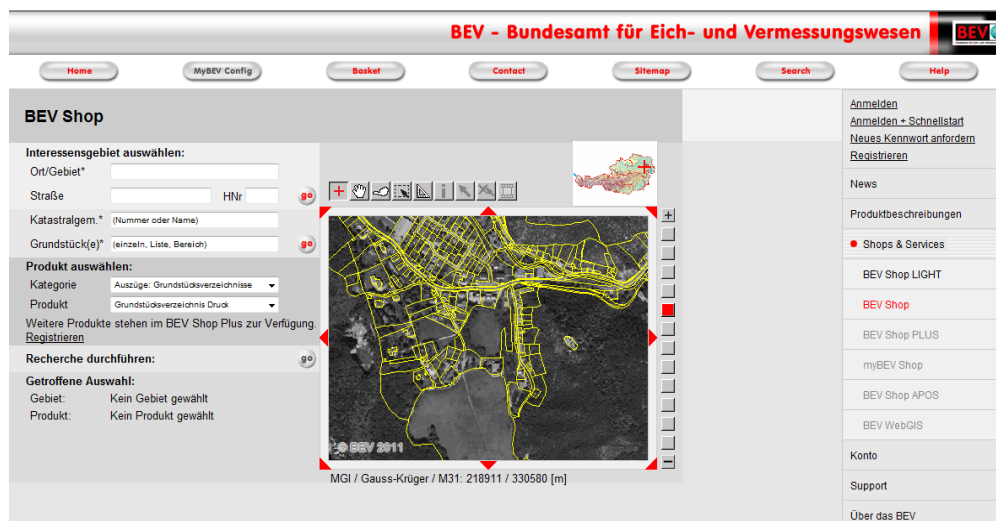 BEV - Bundesamt für Eich- und Vermessungswesen
BEV
Home MyBEV Config Basket Contact Sitemap Search Help
BEV Shop
Interessensgebiet auswählen:
Ort/Gebiet*
Straße HNr go
Katastralgem.* (Nummer oder Name)
Grundstück(e)* (einzeln, Liste, Bereich) go
Produkt auswählen:
Kategorie Auszüge: Grundstücksverzeichnisse
Produkt Grundstücksverzeichnis Druck
Weitere Produkte stehen im BEV Shop Plus zur Verfügung.
Registrieren
Recherche durchführen: go
Getroffene Auswahl:
Gebiet: Kein Gebiet gewählt
Produkt: Kein Produkt gewählt
© BEV 2011
MGI / Gauss-Krüger / M31: 218911 / 330580 [m]
Anmelden
Anmelden + Schnellstart
Neues Kennwort anfordern
Registrieren
News
Produktbeschreibungen
Shops & Services
BEV Shop LIGHT
BEV Shop
BEV Shop PLUS
myBEV Shop
BEV Shop APOS
BEV WebGIS
Konto
Support
Über das BEV